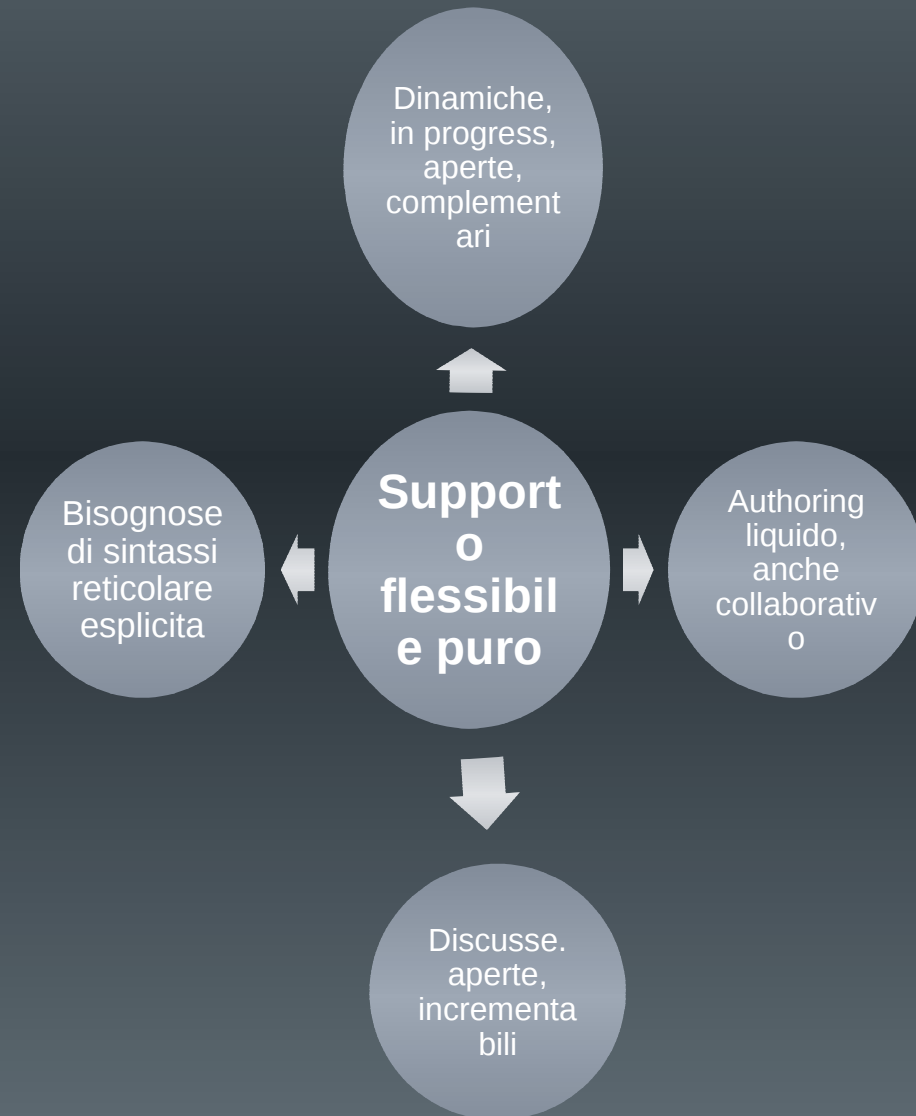 Dinamiche,
in progress,
aperte,
complement
ari
Bisognose
di sintassi
reticolare
esplicita
Support
o
flessibil
e puro
Authoring
liquido,
anche
collaborativ
o
Discusse.
aperte,
incrementa
bili